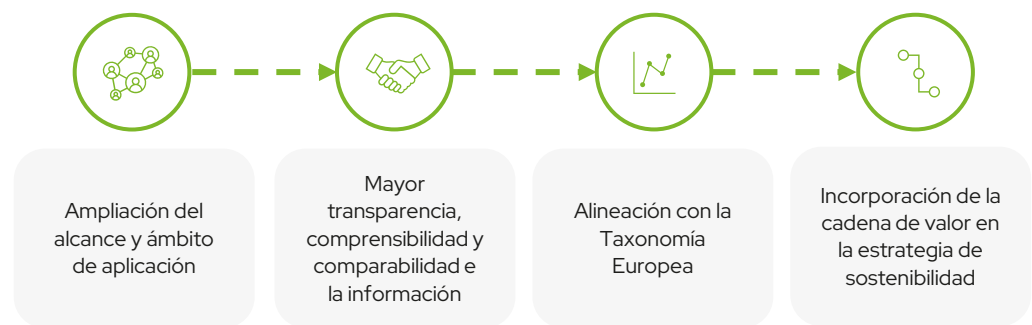 Ampliación del
alcance y ámbito
de aplicación
Mayor
transparencia,
comprensibilidad y
comparabilidad e
la información
Alineación con la
Taxonomía
Europea
Incorporación de la
cadena de valor en
la estrategia de
sostenibilidad